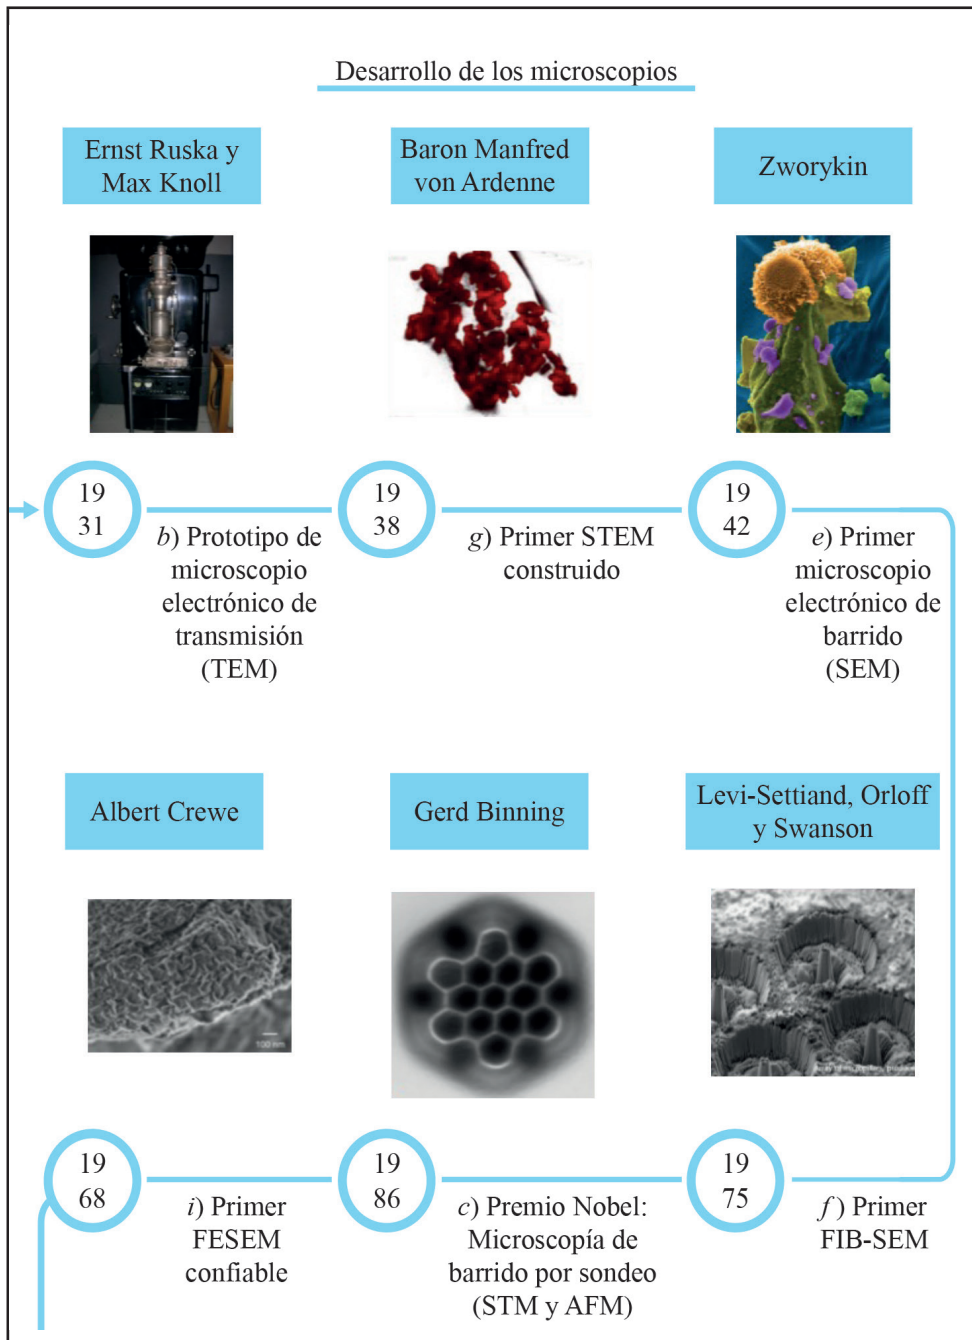 Desarrollo de los microscopios
Ernst Ruska y
Max Knoll
Baron Manfred
von Ardenne
Zworykin
19
31
b) Prototipo de
microscopio
electrónico de
transmisión
(TEM)
19
38
g) Primer STEM
construido
19
42
e) Primer
microscopio
electrónico de
barrido
(SEM)
Albert Crewe
Gerd Binning
Levi-Settiand, Orloff
y Swanson
100 nm
19
68
i) Primer
FESEM
confiable
19
86
c) Premio Nobel:
Microscopía de
barrido por sondeo
(STM y AFM)
19
75
f) Primer
FIB-SEM